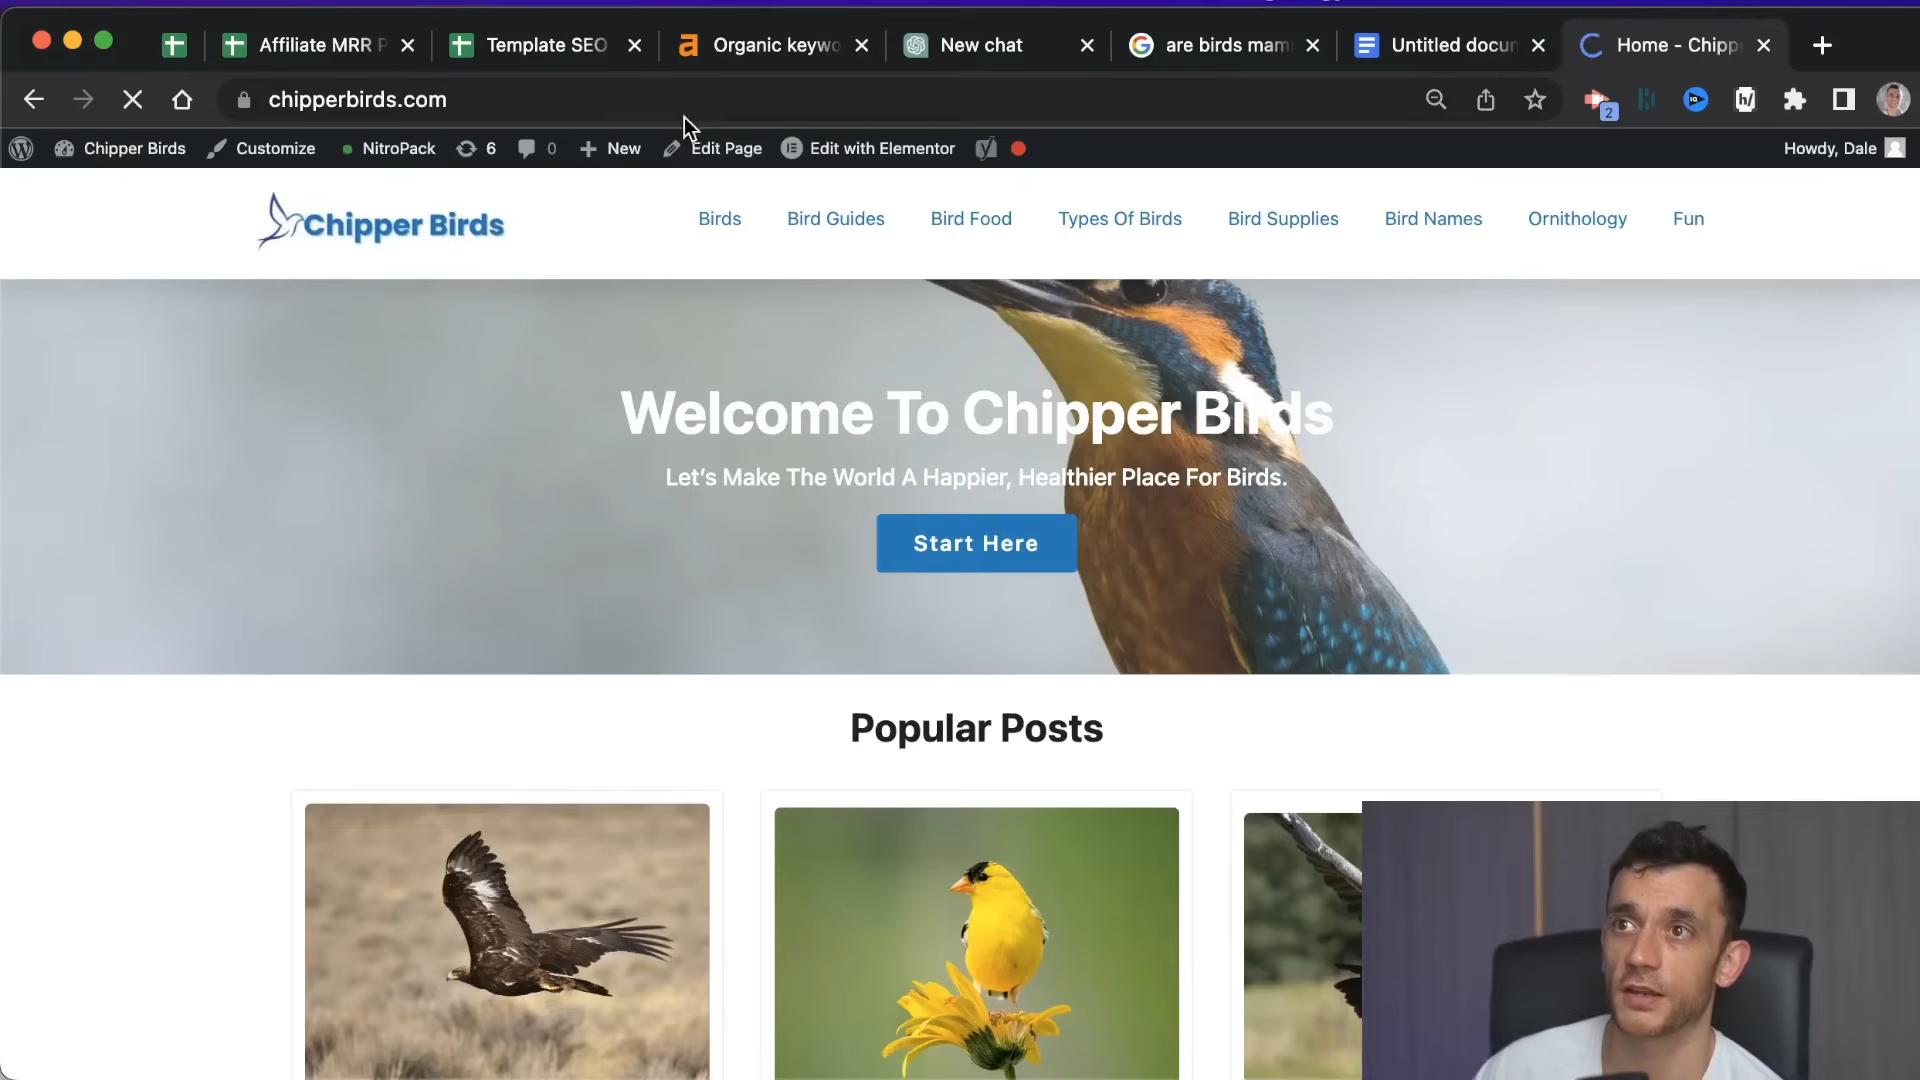 Affiliate MRR P
Template SEO
Organic keywo
New chat
are birds mam
Untitled docun
Home - Chipp
chipperbirds.com
2
Chipper Birds
Customize
NitroPack
6
0
New
Edit Page
Edit with Elementor
Howdy, Dale
Chipper Birds
Birds
Bird Guides
Bird Food
Types Of Birds
Bird Supplies
Bird Names
Ornithology
Fun
Welcome To Chipper Birds
Let's Make The World A Happier, Healthier Place For Birds.
Start Here
Popular Posts